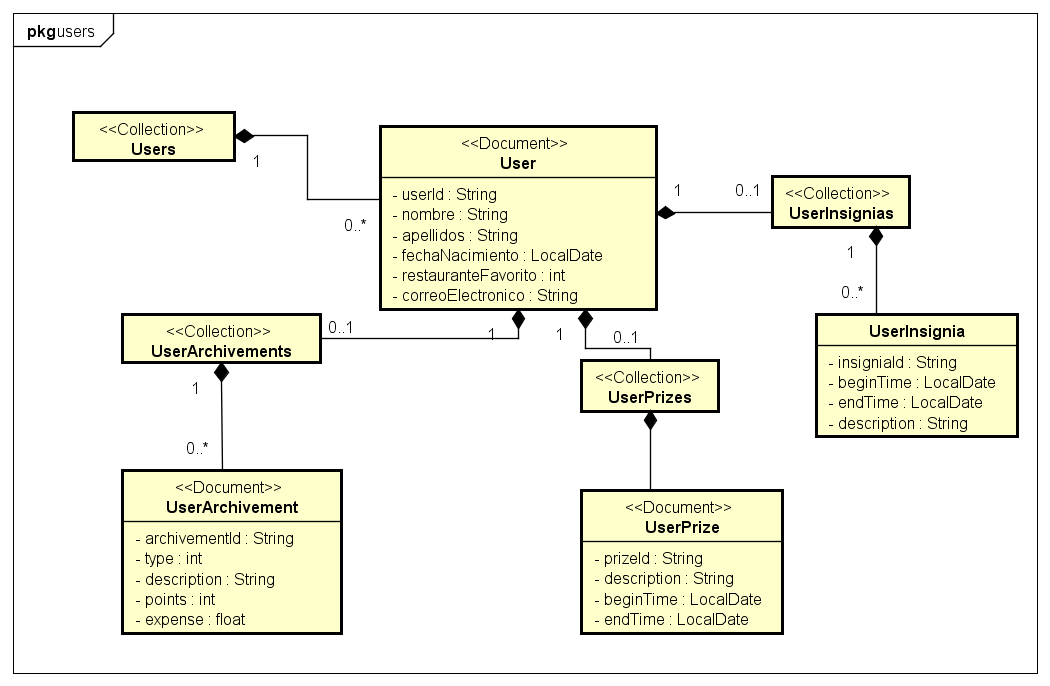 pkg users
<<Collection>>
Users
1
0..*
<<Document>>
User
- userId : String
- nombre : String
- apellidos : String
- fechaNacimiento : LocalDate
- restauranteFavorito : int
- correoElectronico : String
1
0..1
<<Collection>>
UserInsignias
1
0..*
UserInsignia
- insigniaId : String
- beginTime : LocalDate
- endTime : LocalDate
- description : String
<<Collection>>
UserArchivements
0..1
1
1
0..*
<<Document>>
UserArchivement
- archivementId : String
- type : int
- description : String
- points : int
- expense : float
1
0..1
<<Collection>>
UserPrizes
<<Document>>
UserPrize
- prizeId : String
- description : String
- beginTime : LocalDate
- endTime : LocalDate